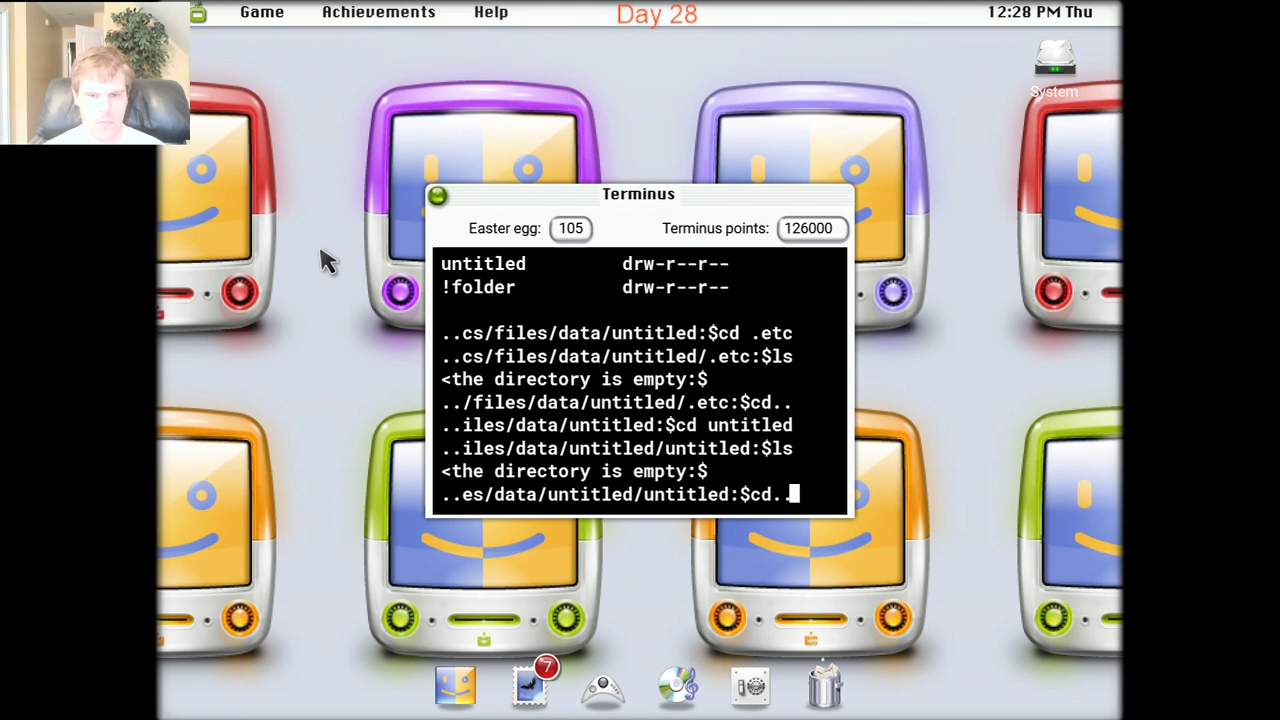 Game Achievements Help Day 28 12:28 PM Thu
System
Terminus
Easter egg: 105 Terminus points: 126000
untitled drw-r--r--
!folder drw-r--r--
..cs/files/data/untitled:$cd .etc
..cs/files/data/untitled/.etc:$ls
<the directory is empty:$
../files/data/untitled/.etc:$cd..
..iles/data/untitled:$cd untitled
..iles/data/untitled/untitled:$ls
<the directory is empty:$
..es/data/untitled/untitled:$cd..
7